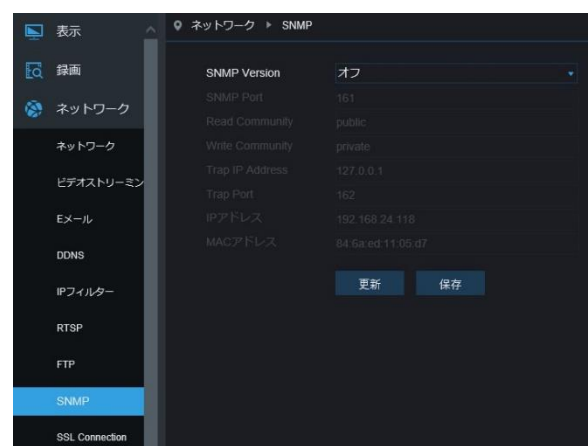 表示
録画
ネットワーク
ネットワーク
ビデオストリーミン
Eメール
DDNS
IPフィルター
RTSP
FTP
SNMP
SSL Connection
ネットワーク ▶ SNMP
SNMP Version オフ
SNMP Port 161
Read Community public
Write Community private
Trap IP Address 127.0.0.1
Trap Port 162
IPアドレス 192.168.24.118
MACアドレス 84:6a:ed:11:05:d7
更新 保存